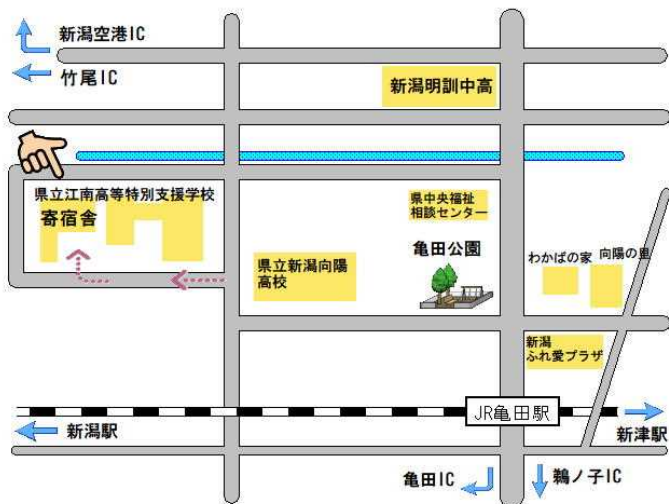 新潟空港IC
竹尾IC
新潟明訓中高
県立江南高等特別支援学校
寄宿舎
県中央福祉
相談センター
亀田公園
県立新潟向陽
高校
わかばの家
向陽の里
新潟
ふれ愛プラザ
JR亀田駅
新潟駅
新津駅
亀田IC
鵜ノ子IC